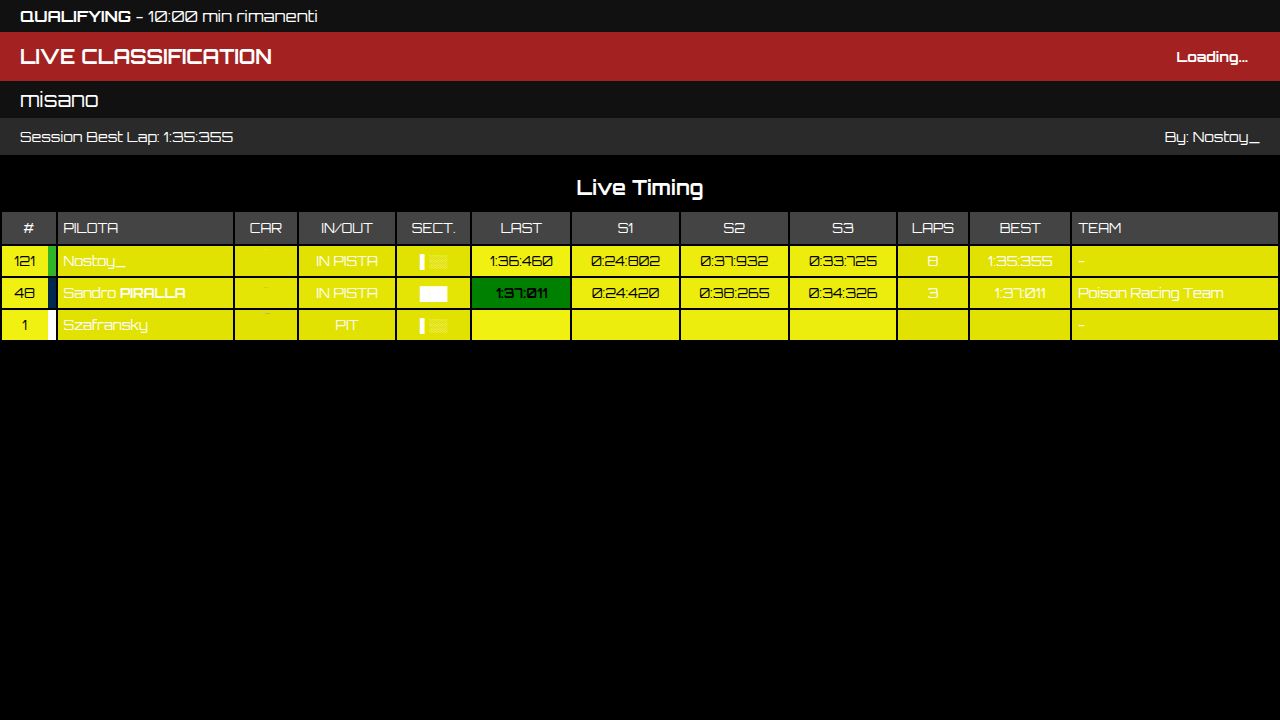 QUALIFYING - 10:00 min rimanenti
LIVE CLASSIFICATION Loading...
misano
Session Best Lap: 1:35:355 By: Nostoy_
Live Timing
# PILOTA CAR IN/OUT SECT. LAST S1 S2 S3 LAPS BEST TEAM
121 Nostoy_ IN PISTA 1:36:460 0:24:802 0:37:932 0:33:725 8 1:35:355 -
48 Sandro PIRALLA IN PISTA 1:37:011 0:24:420 0:38:265 0:34:326 3 1:37:011 Poison Racing Team
1 Szafransky PIT -